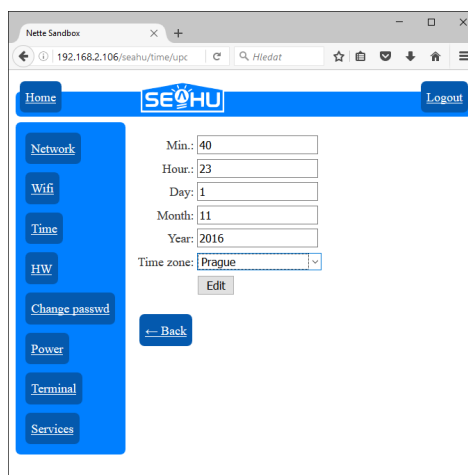 Nette Sandbox
192.168.2.106/seahu/time/upc
Hledat
Home
SEAHU
Logout
Network
Wifi
Time
HW
Change passwd
Power
Terminal
Services
Min.: 40
Hour.: 23
Day: 1
Month: 11
Year: 2016
Time zone: Prague
Edit
← Back